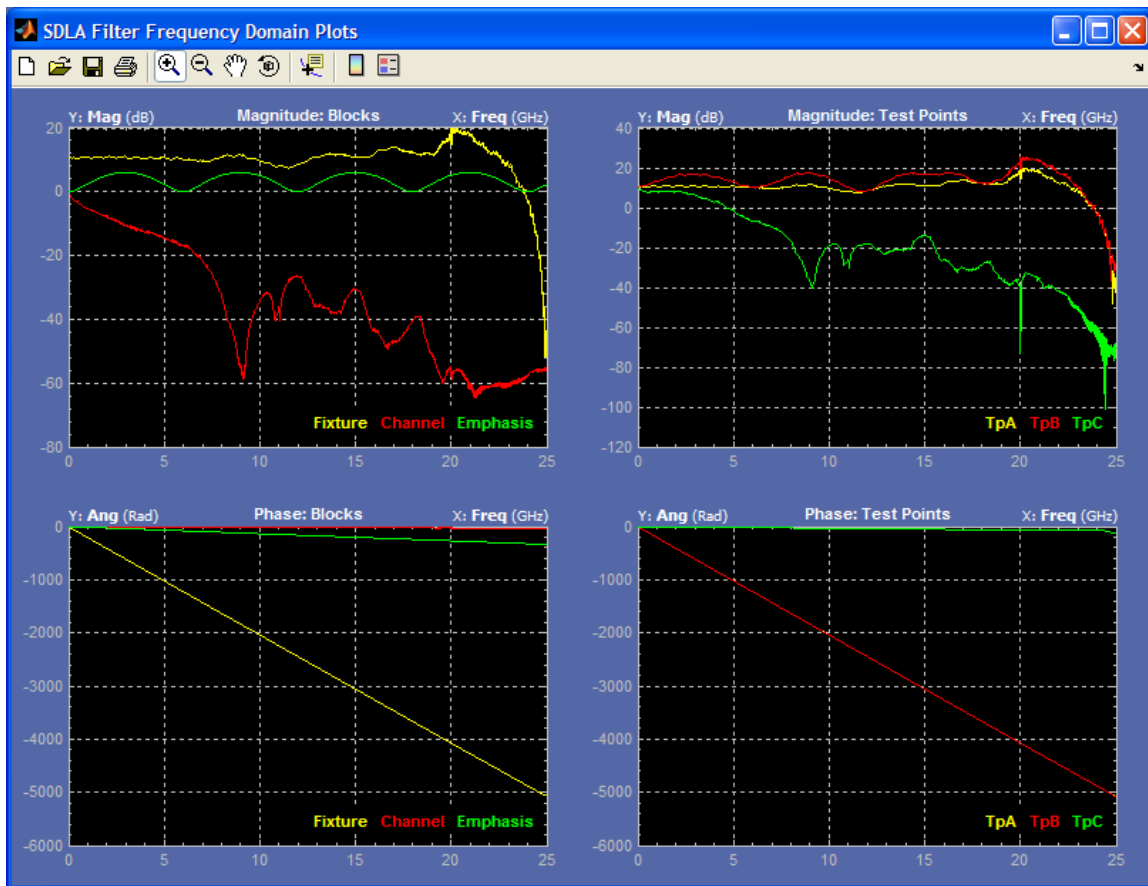 SDLA Filter Frequency Domain Plots
Y: Mag (dB) Magnitude: Blocks X: Freq (GHz)
20
0
-20
-40
-60
-80
0 5 10 15 20 25
Fixture Channel Emphasis
Y: Mag (dB) Magnitude: Test Points X: Freq (GHz)
40
20
0
-20
-40
-60
-80
-100
-120
0 5 10 15 20 25
TpA TpB TpC
Y: Ang (Rad) Phase: Blocks X: Freq (GHz)
0
-1000
-2000
-3000
-4000
-5000
-6000
0 5 10 15 20 25
Fixture Channel Emphasis
Y: Ang (Rad) Phase: Test Points X: Freq (GHz)
0
-1000
-2000
-3000
-4000
-5000
-6000
0 5 10 15 20 25
TpA TpB TpC